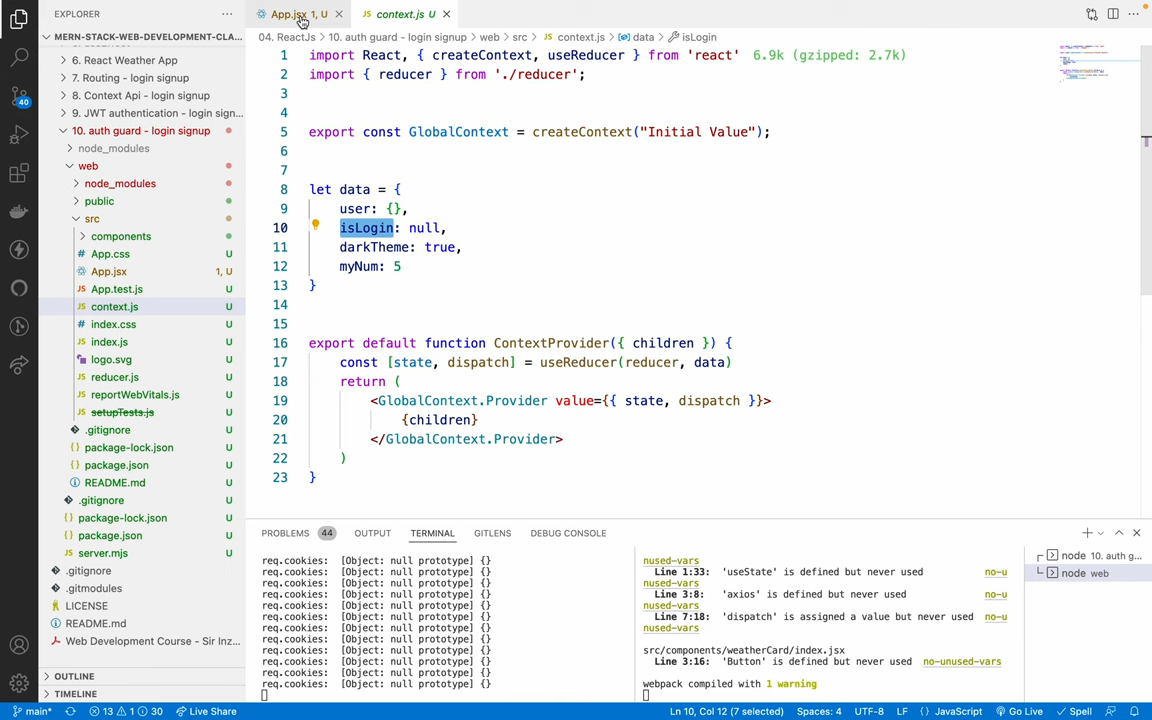 EXPLORER
MERN-STACK-WEB-DEVELOPMENT-CLA...
6. React Weather App
7. Routing - login signup
8. Context Api - login signup
9. JWT authentication - login sign...
10. auth guard - login signup
node_modules
web
node_modules
public
src
components
App.css U
App.jsx 1, U
App.test.js U
context.js U
index.css U
index.js U
logo.svg U
reducer.js U
reportWebVitals.js U
setupTests.js U
.gitignore U
package-lock.json U
package.json U
README.md U
.gitignore U
package-lock.json U
package.json U
server.mjs U
.gitignore
.gitmodules
LICENSE
README.md
Web Development Course - Sir Inz...
OUTLINE
TIMELINE
40
App.jsx 1, U
JS context.js U
04. ReactJs > 10. auth guard - login signup > web > src > JS context.js > data > isLogin
1 import React, { createContext, useReducer } from 'react' 6.9k (gzipped: 2.7k)
2 import { reducer } from './reducer';
3
4
5 export const GlobalContext = createContext("Initial Value");
6
7
8 let data = {
9 user: {},
10 isLogin: null,
11 darkTheme: true,
12 myNum: 5
13 }
14
15
16 export default function ContextProvider({ children }) {
17 const [state, dispatch] = useReducer(reducer, data)
18 return (
19 <GlobalContext.Provider value={{ state, dispatch }}>
20 {children}
21 </GlobalContext.Provider>
22 )
23 }
PROBLEMS 44 OUTPUT TERMINAL GITLENS DEBUG CONSOLE
req.cookies: [Object: null prototype] {}
req.cookies: [Object: null prototype] {}
req.cookies: [Object: null prototype] {}
req.cookies: [Object: null prototype] {}
req.cookies: [Object: null prototype] {}
req.cookies: [Object: null prototype] {}
req.cookies: [Object: null prototype] {}
req.cookies: [Object: null prototype] {}
req.cookies: [Object: null prototype] {}
req.cookies: [Object: null prototype] {}
req.cookies: [Object: null prototype] {}
req.cookies: [Object: null prototype] {}
nused-vars
Line 1:33: 'useState' is defined but never used no-u
nused-vars
Line 3:8: 'axios' is defined but never used no-u
nused-vars
Line 7:18: 'dispatch' is assigned a value but never used no-u
nused-vars
src/components/weatherCard/index.jsx
Line 3:16: 'Button' is defined but never used no-unused-vars
webpack compiled with 1 warning
node 10. auth g...
node web
main* 13 1 30 Live Share Ln 10, Col 12 (7 selected) Spaces: 4 UTF-8 LF {} JavaScript Go Live Spell